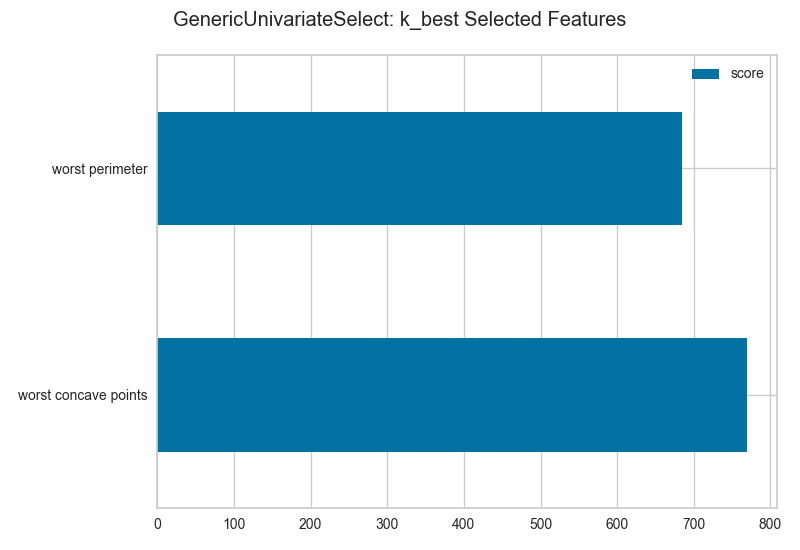 GenericUnivariateSelect: k_best Selected Features
score
worst perimeter
worst concave points
0 100 200 300 400 500 600 700 800